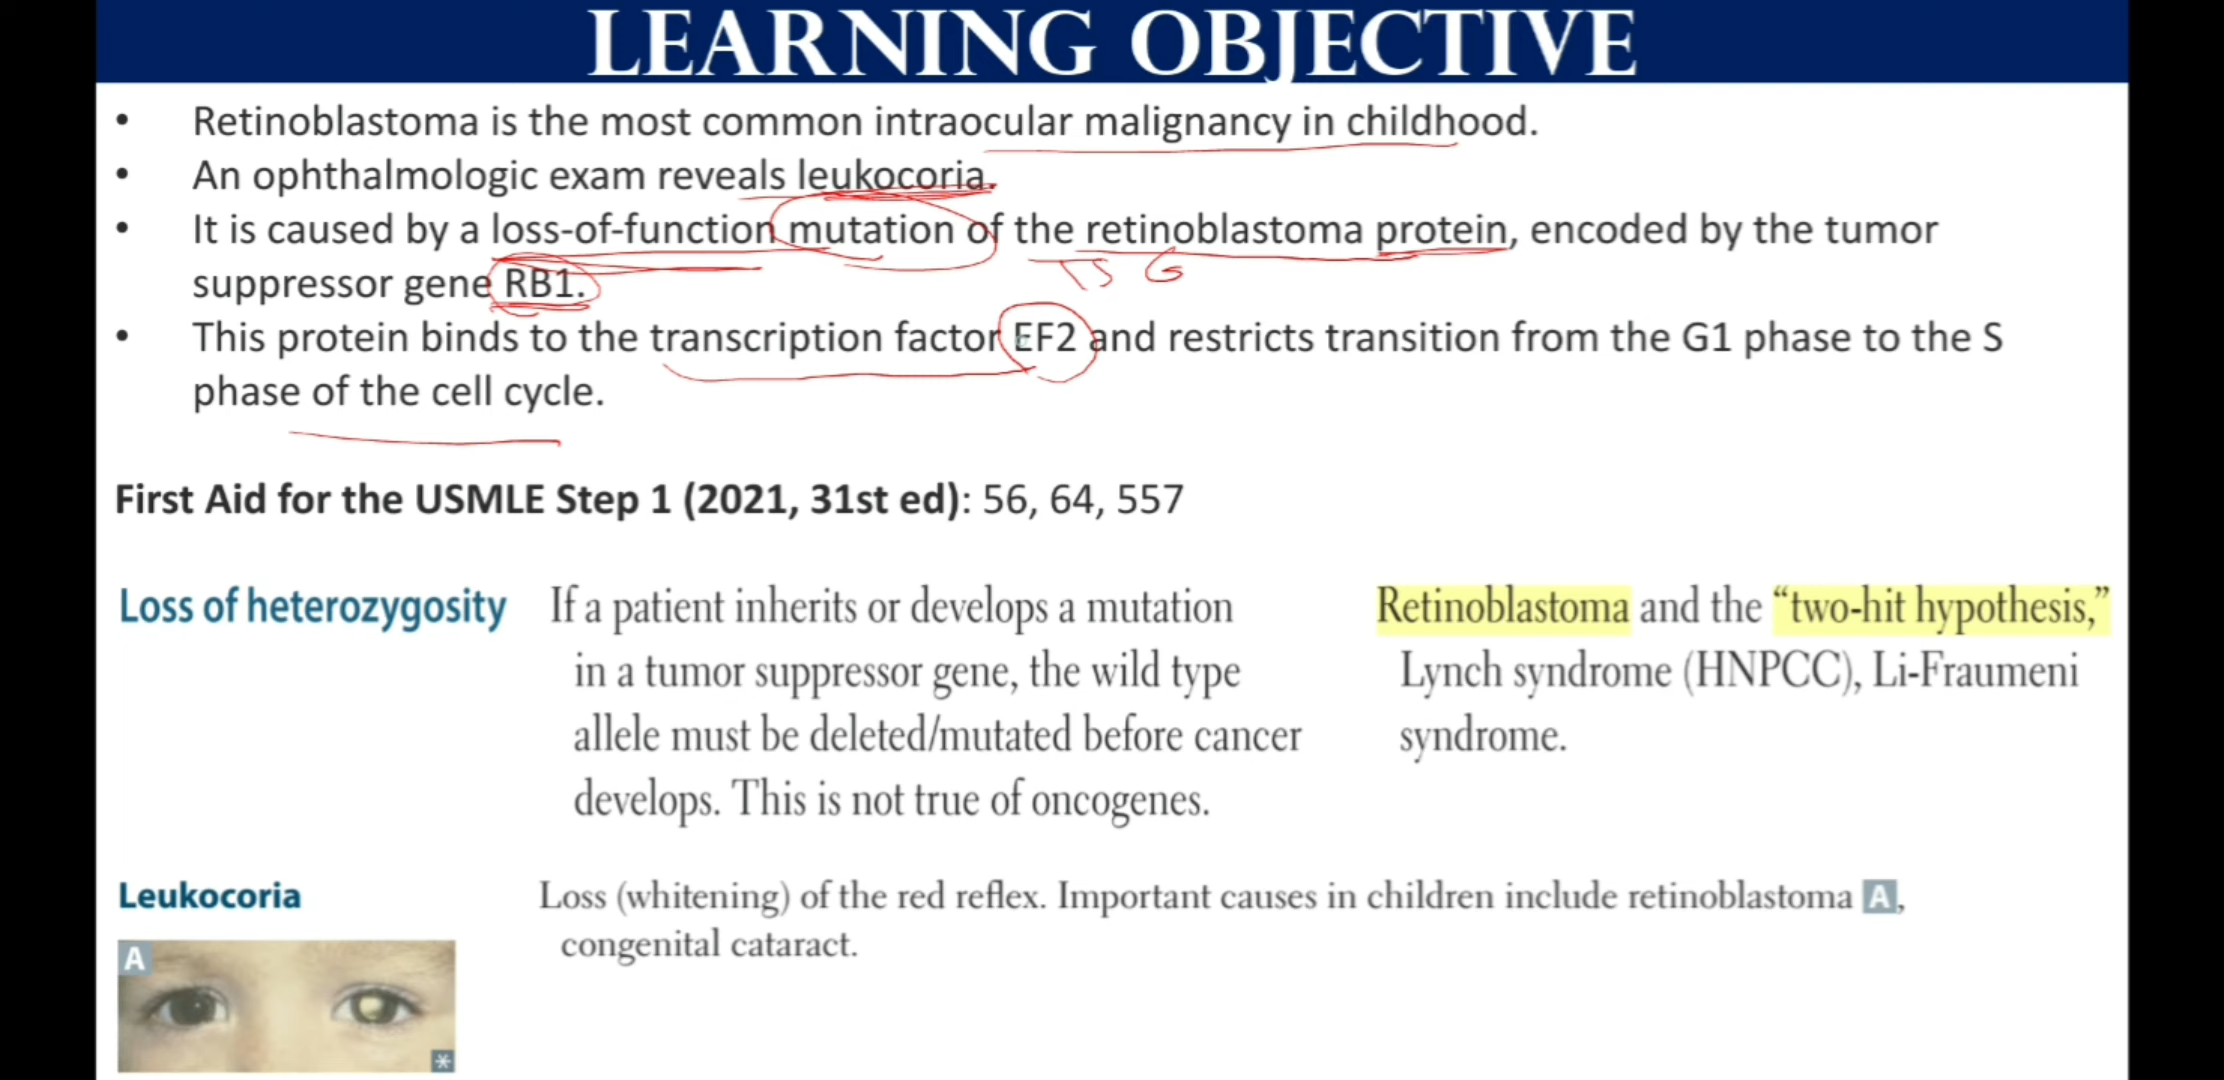 LEARNING OBJECTIVE
• Retinoblastoma is the most common intraocular malignancy in childhood.
• An ophthalmologic exam reveals leukocoria.
• It is caused by a loss-of-function mutation of the retinoblastoma protein, encoded by the tumor
suppressor gene RB1.
TSG
• This protein binds to the transcription factor EF2 and restricts transition from the G1 phase to the S
phase of the cell cycle.
First Aid for the USMLE Step 1 (2021, 31st ed): 56, 64, 557
Loss of heterozygosity
If a patient inherits or develops a mutation
in a tumor suppressor gene, the wild type
allele must be deleted/mutated before cancer
develops. This is not true of oncogenes.
Retinoblastoma and the “two-hit hypothesis,”
Lynch syndrome (HNPCC), Li-Fraumeni
syndrome.
Leukocoria
Loss (whitening) of the red reflex. Important causes in children include retinoblastoma A,
congenital cataract.
A
*